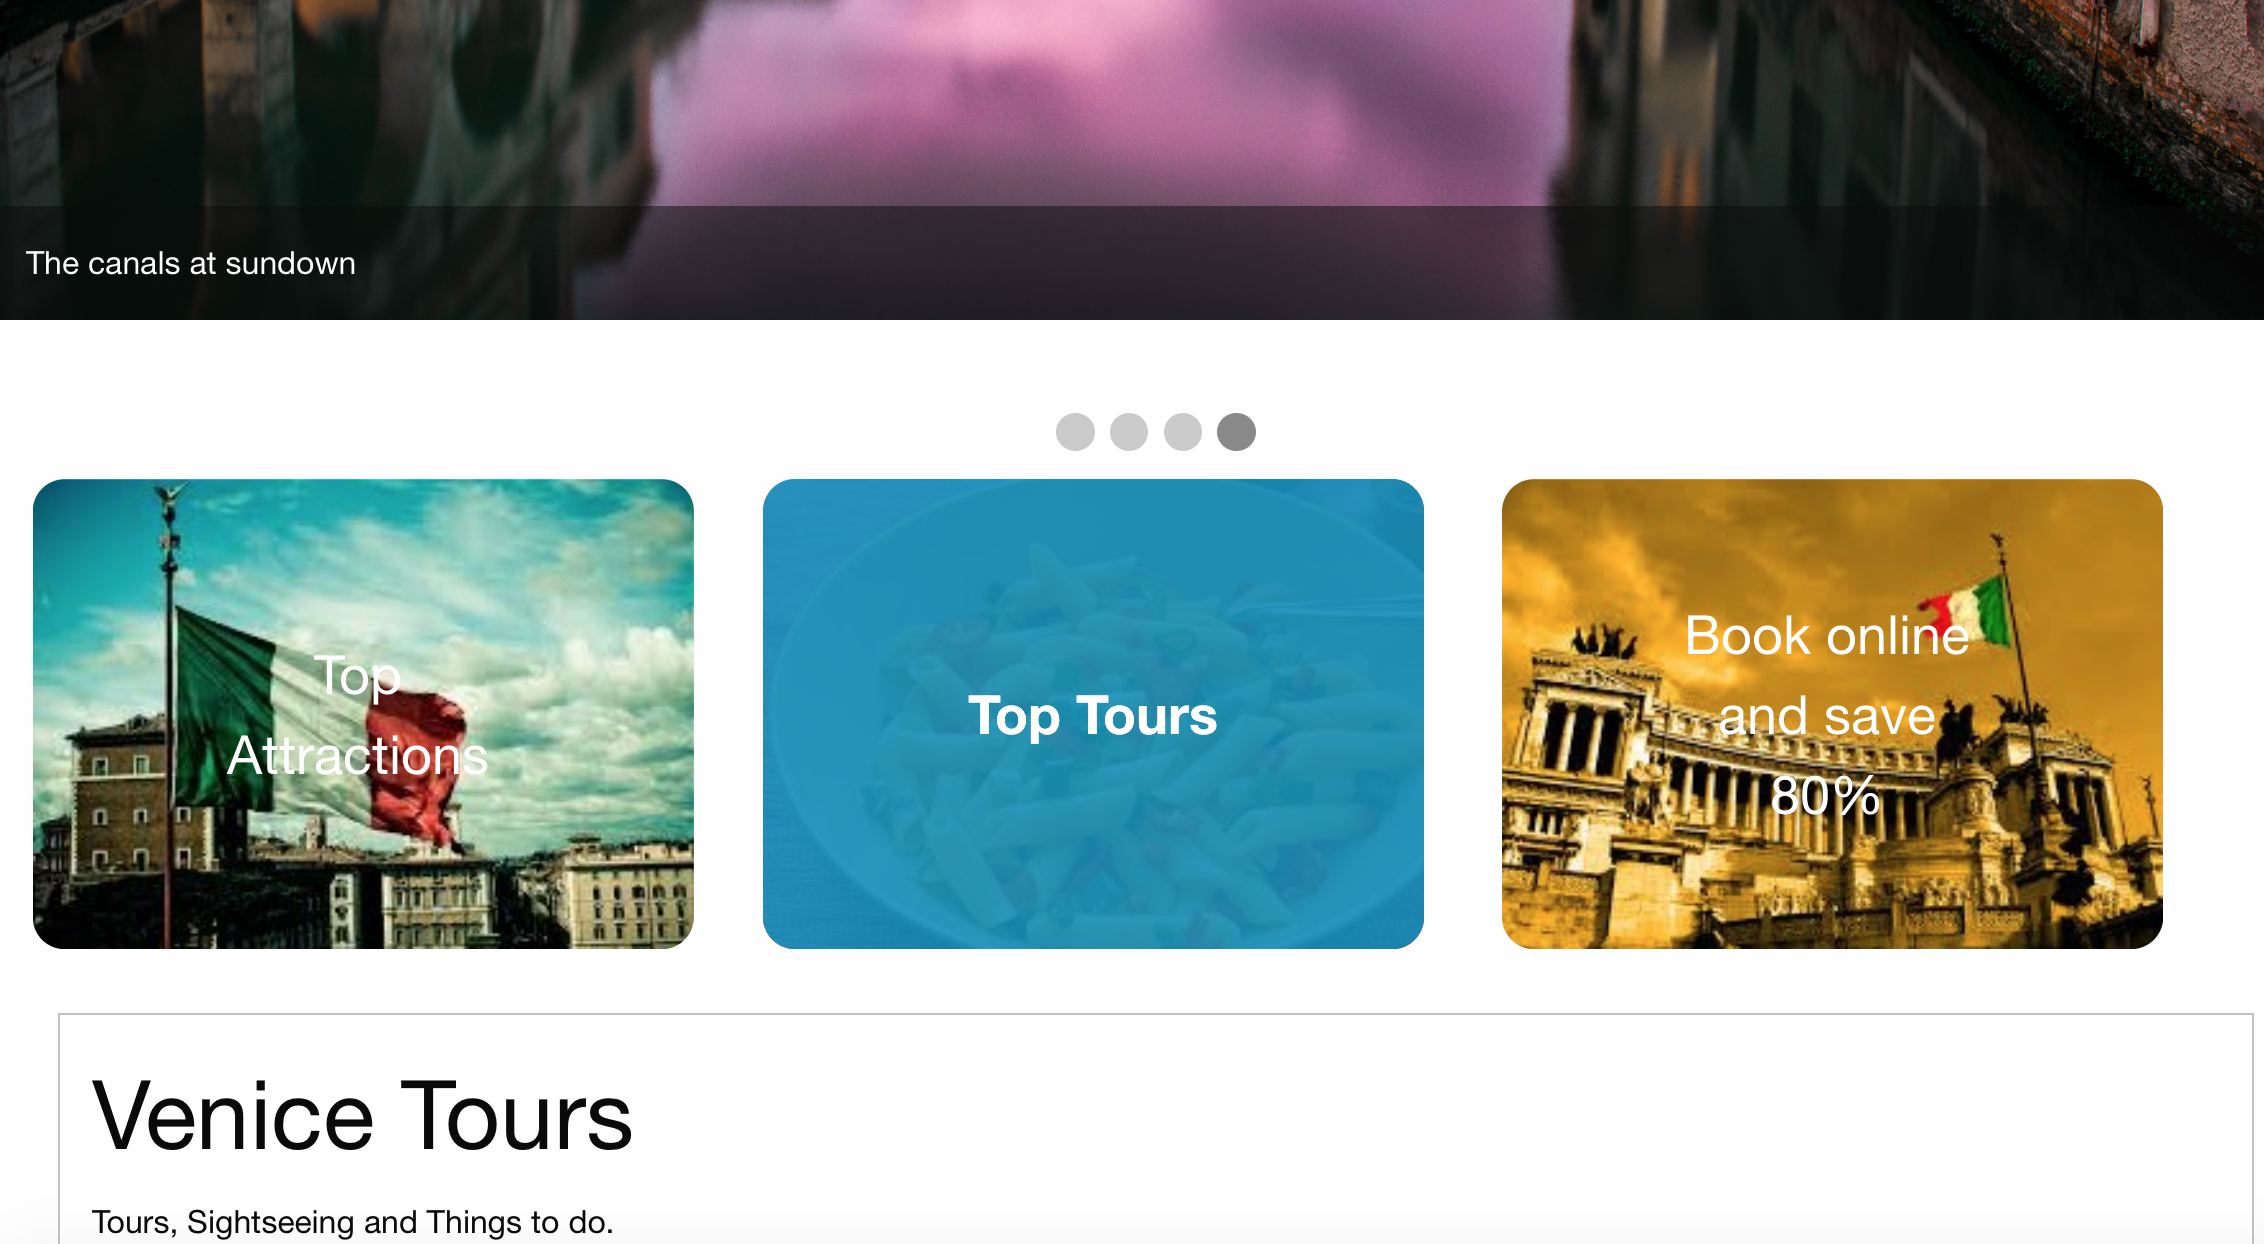 The canals at sundown
Top
Attractions
Top Tours
Book online
and save
80%
Venice Tours
Tours, Sightseeing and Things to do.